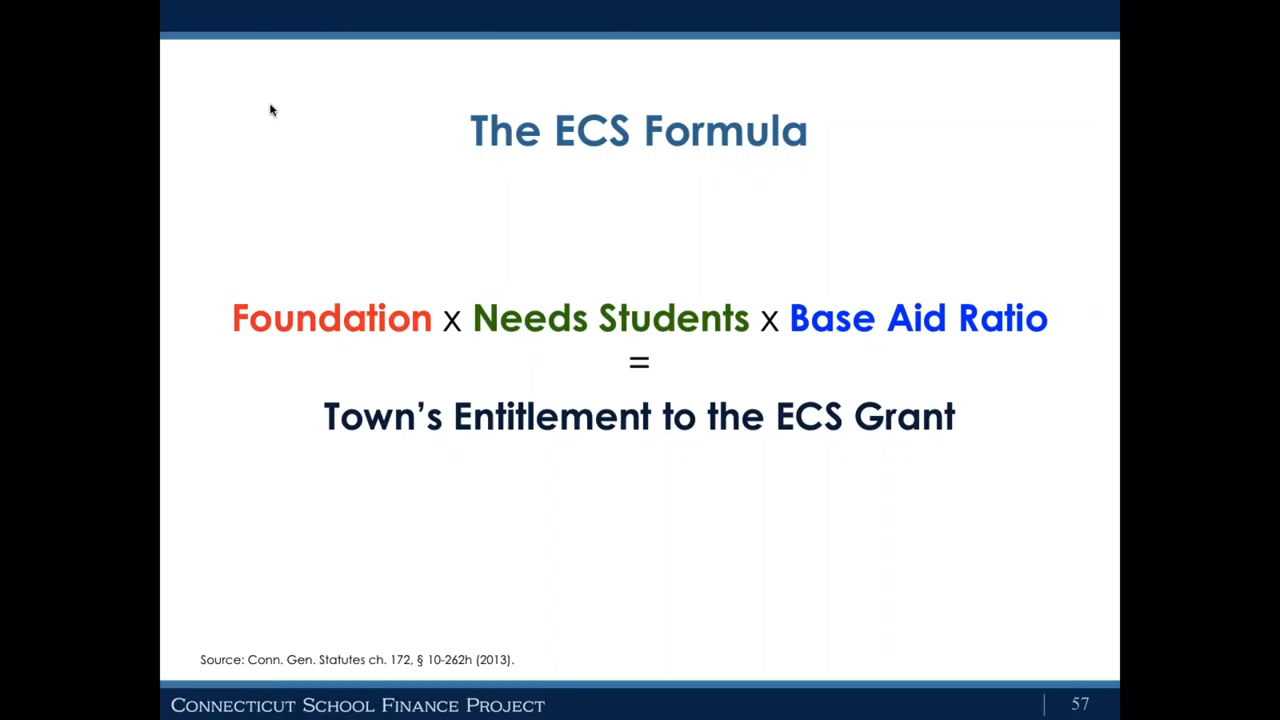 The ECS Formula
Foundation x Needs Students x Base Aid Ratio
=
Town’s Entitlement to the ECS Grant
Source: Conn. Gen. Statutes ch. 172, § 10-262h (2013).
CONNECTICUT SCHOOL FINANCE PROJECT
57